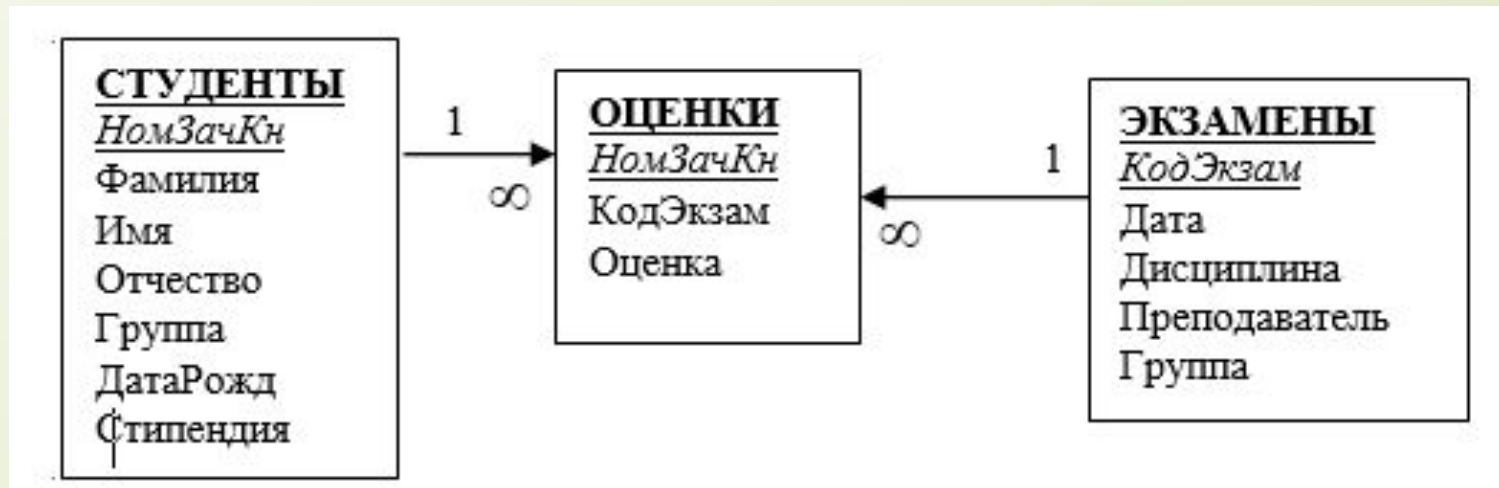 СТУДЕНТЫ
НомЗачКн
Фамилия
Имя
Отчество
Группа
ДатаРожд
Стипендия
1
∞
ОЦЕНКИ
НомЗачКн
КодЭкзам
Оценка
1
∞
ЭКЗАМЕНЫ
КодЭкзам
Дата
Дисциплина
Преподаватель
Группа